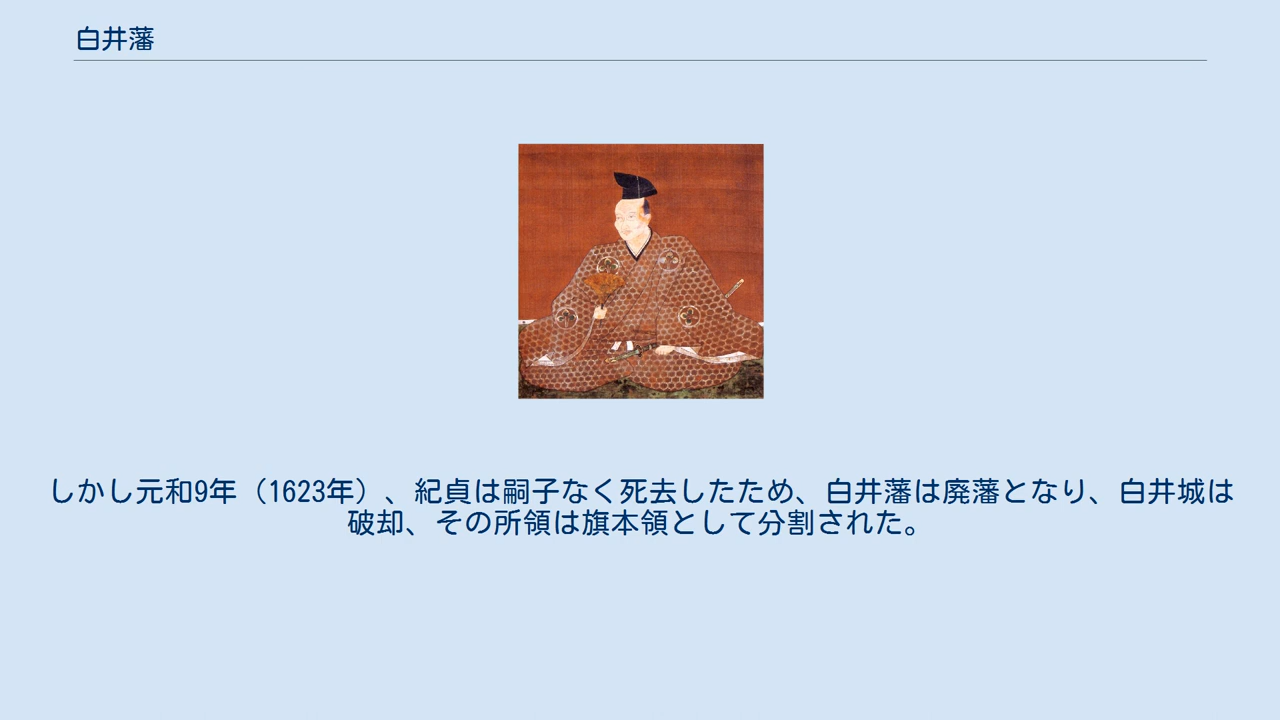 白井藩
しかし元和9年（1623年）、紀貞は嗣子なく死去したため、白井藩は廃藩となり、白井城は
破却、その所領は旗本領として分割された。